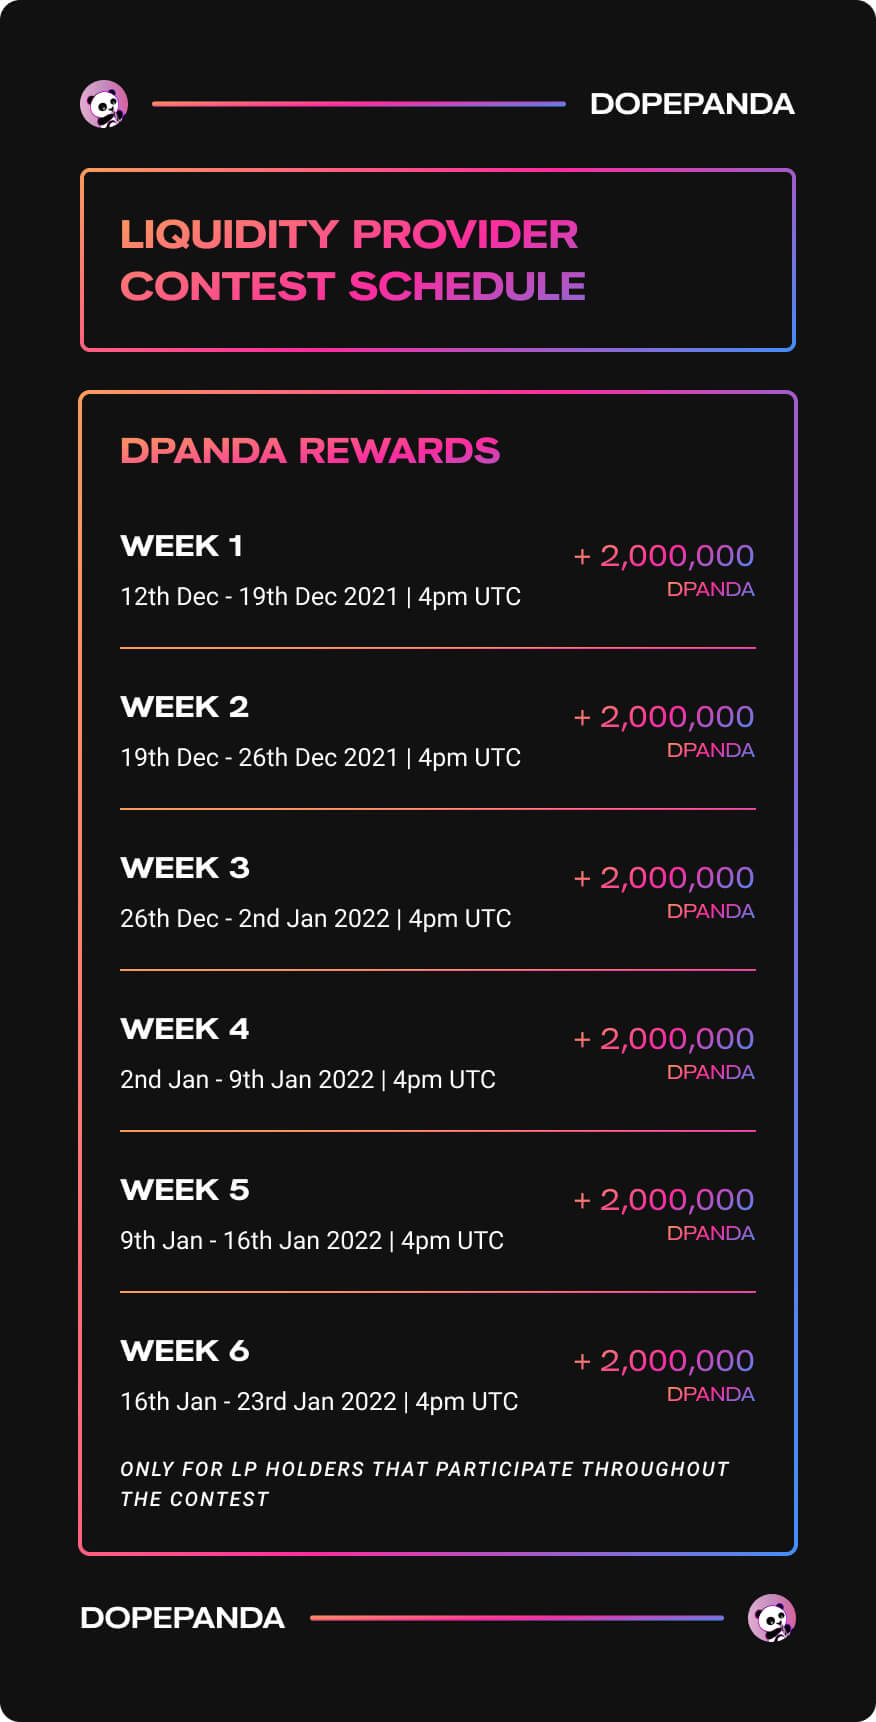 DOPEPANDA
LIQUIDITY PROVIDER
CONTEST SCHEDULE
DPANDA REWARDS
WEEK 1
12th Dec - 19th Dec 2021 | 4pm UTC
+ 2,000,000
DPANDA
WEEK 2
19th Dec - 26th Dec 2021 | 4pm UTC
+ 2,000,000
DPANDA
WEEK 3
26th Dec - 2nd Jan 2022 | 4pm UTC
+ 2,000,000
DPANDA
WEEK 4
2nd Jan - 9th Jan 2022 | 4pm UTC
+ 2,000,000
DPANDA
WEEK 5
9th Jan - 16th Jan 2022 | 4pm UTC
+ 2,000,000
DPANDA
WEEK 6
16th Jan - 23rd Jan 2022 | 4pm UTC
+ 2,000,000
DPANDA
ONLY FOR LP HOLDERS THAT PARTICIPATE THROUGHOUT
THE CONTEST
DOPEPANDA